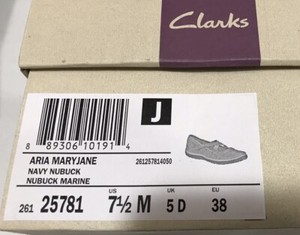 Clarks
J
8 89306 10191 4
ARIA MARYJANE
261257814050
NAVY NUBUCK
NUBUCK MARINE
US UK EU
261 25781 7½ M 5 D 38